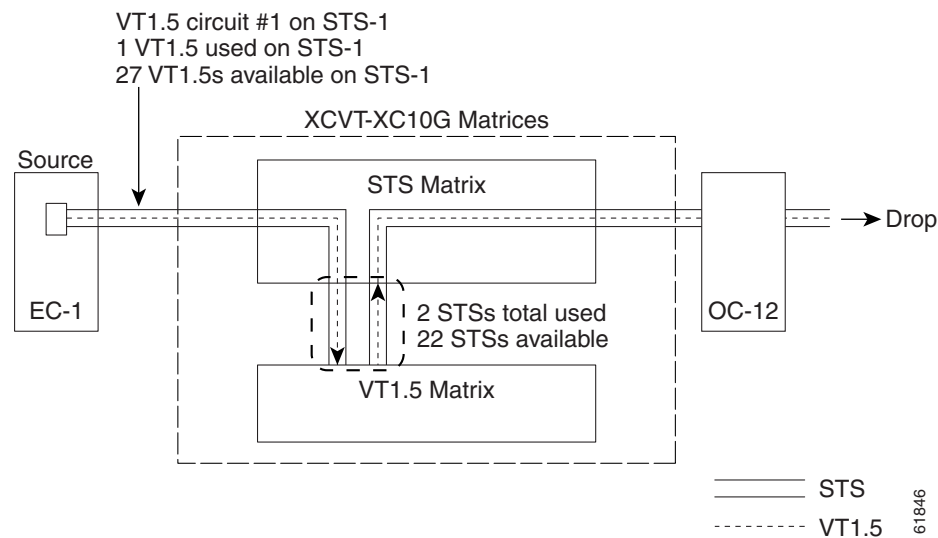 VT1.5 circuit #1 on STS-1
1 VT1.5 used on STS-1
27 VT1.5s available on STS-1
XCVT-XC10G Matrices
Source
STS Matrix
Drop
EC-1
2 STSs total used
22 STSs available
OC-12
VT1.5 Matrix
STS
VT1.5
61846